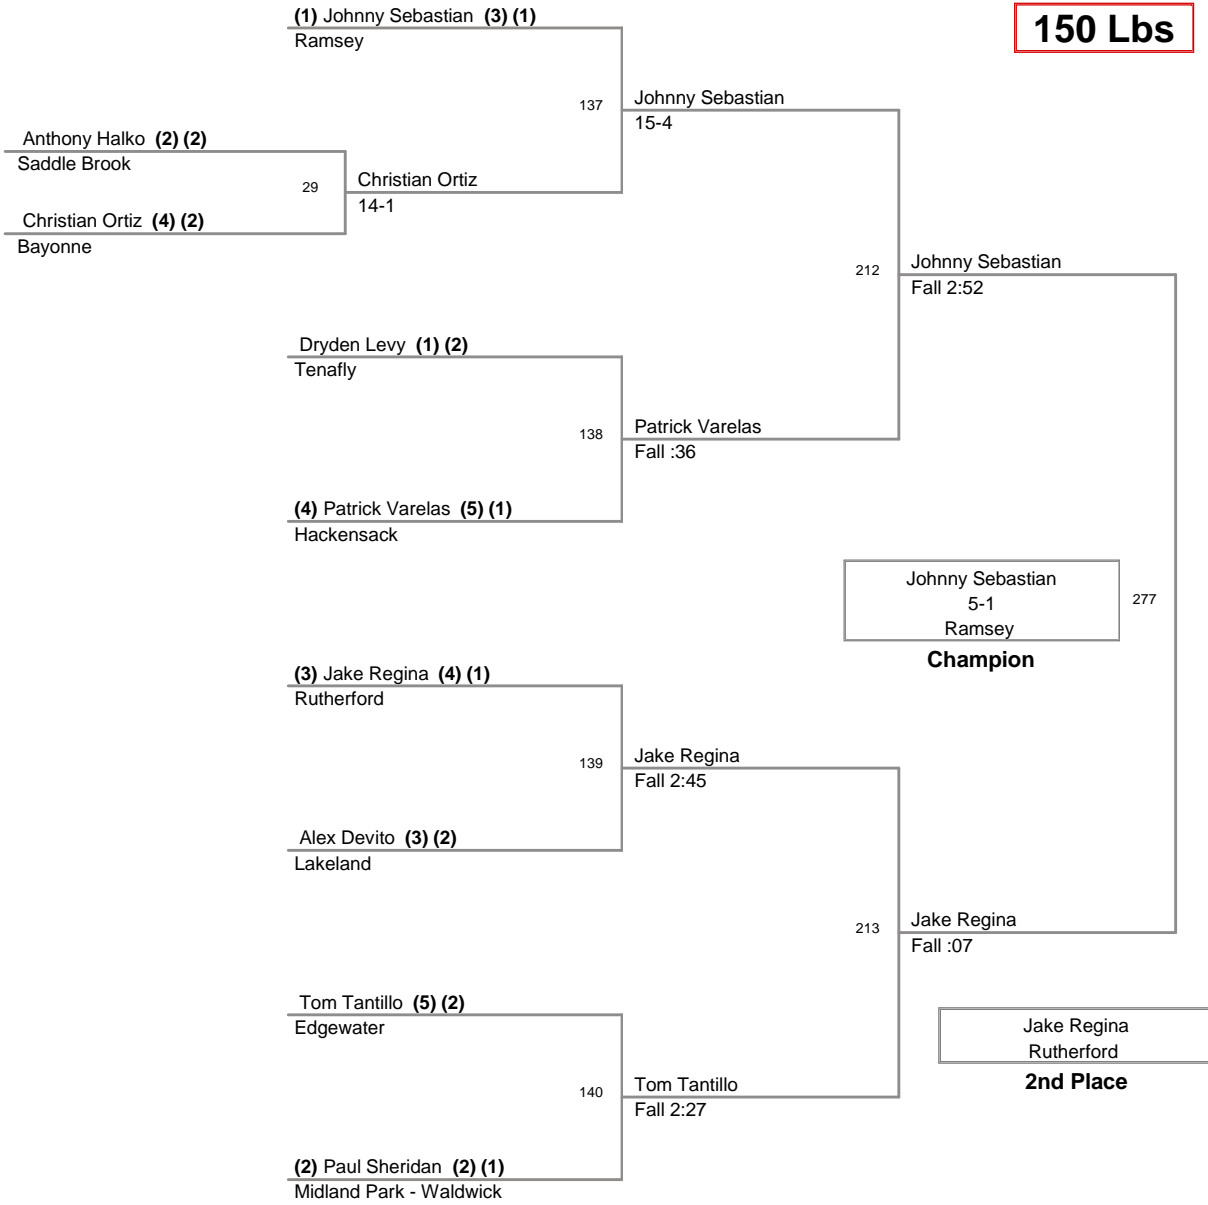 (1) Johnny Sebastian (3) (1)
Ramsey
150 Lbs
137
Johnny Sebastian
15-4
Anthony Halko (2) (2)
Saddle Brook
29
Christian Ortiz
14-1
Christian Ortiz (4) (2)
Bayonne
212
Johnny Sebastian
Fall 2:52
Dryden Levy (1) (2)
Tenafly
138
Patrick Varelas
Fall :36
(4) Patrick Varelas (5) (1)
Hackensack
Johnny Sebastian
5-1
Ramsey
277
Champion
(3) Jake Regina (4) (1)
Rutherford
139
Jake Regina
Fall 2:45
Alex Devito (3) (2)
Lakeland
213
Jake Regina
Fall :07
Tom Tantillo (5) (2)
Edgewater
Jake Regina
Rutherford
2nd Place
140
Tom Tantillo
Fall 2:27
(2) Paul Sheridan (2) (1)
Midland Park - Waldwick